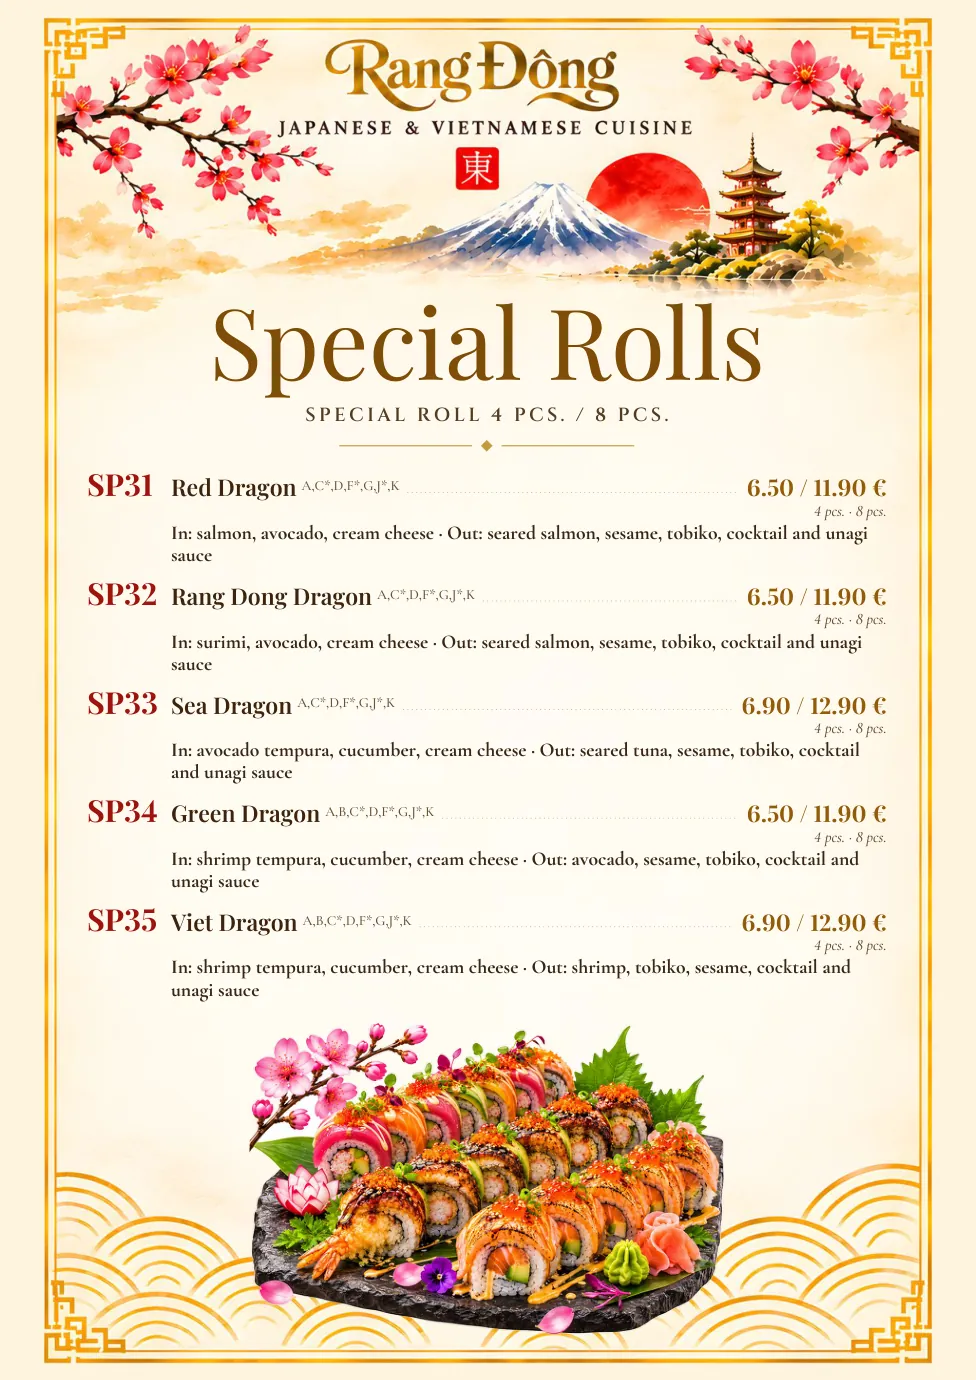 Rang Đông
JAPANESE & VIETNAMESE CUISINE
東
Special Rolls
SPECIAL ROLL 4 PCS. / 8 PCS.
SP31 Red Dragon A,C*,D,F*,G,J*,K 6.50 / 11.90 €
4 pcs. · 8 pcs.
In: salmon, avocado, cream cheese · Out: seared salmon, sesame, tobiko, cocktail and unagi
sauce
SP32 Rang Dong Dragon A,C*,D,F*,G,J*,K 6.50 / 11.90 €
4 pcs. · 8 pcs.
In: surimi, avocado, cream cheese · Out: seared salmon, sesame, tobiko, cocktail and unagi
sauce
SP33 Sea Dragon A,C*,D,F*,G,J*,K 6.90 / 12.90 €
4 pcs. · 8 pcs.
In: avocado tempura, cucumber, cream cheese · Out: seared tuna, sesame, tobiko, cocktail
and unagi sauce
SP34 Green Dragon A,B,C*,D,F*,G,J*,K 6.50 / 11.90 €
4 pcs. · 8 pcs.
In: shrimp tempura, cucumber, cream cheese · Out: avocado, sesame, tobiko, cocktail and
unagi sauce
SP35 Viet Dragon A,B,C*,D,F*,G,J*,K 6.90 / 12.90 €
4 pcs. · 8 pcs.
In: shrimp tempura, cucumber, cream cheese · Out: shrimp, tobiko, sesame, cocktail and
unagi sauce